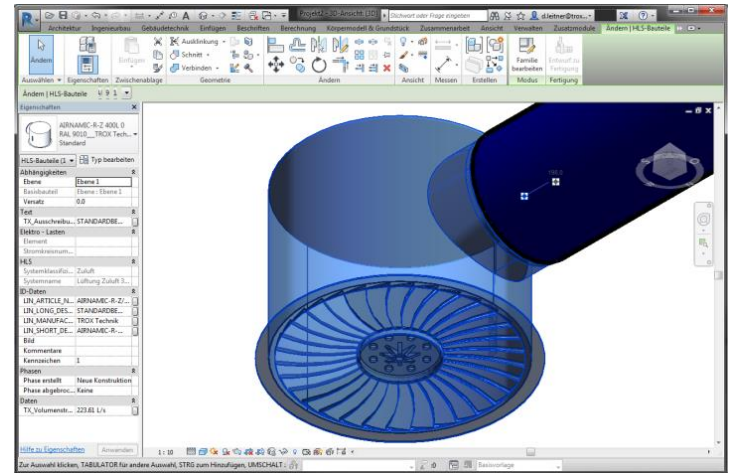 Projekt2 - 3D-Ansicht: {3D}
Stichwort oder Frage eingeben
d.leitner@trox...
Architektur Ingenieurbau Gebäudetechnik Einfügen Beschriften Berechnung Körpermodell & Grundstück Zusammenarbeit Ansicht Verwalten Zusatzmodule Ändern | HLS-Bauteile
Ändern
Einfügen
Ausklinkung
Schnitt
Verbinden
Familie bearbeiten
Entwurf zu Fertigung
Auswählen Eigenschaften Zwischenablage Geometrie Ändern Ansicht Messen Erstellen Modus Fertigung
Ändern | HLS-Bauteile
Eigenschaften
AIRNAMIC-R-Z 400L 0
RAL 9010__TROX Tech...
Standard
HLS-Bauteile (1 Typ bearbeiten
Abhängigkeiten
Ebene Ebene 1
Basisbauteil Ebene : Ebene 1
Versatz 0.0
Text
TX_Ausschreibu... STANDARDBE...
Elektro - Lasten
Element
Stromkreisnum...
HLS
Systemklassifizi... Zuluft
Systemname Lüftung Zuluft 3...
ID-Daten
LIN_ARTICLE_N... AIRNAMIC-R-Z/...
LIN_LONG_DES... STANDARDBE...
LIN_MANUFAC... TROX Technik
LIN_SHORT_DE... AIRNAMIC-R-...
Bild
Kommentare
Kennzeichen 1
Phasen
Phase erstellt Neue Konstruktion
Phase abgebroc... Keine
Daten
TX_Volumenstr... 223.61 L/s
Hilfe zu Eigenschaften Anwenden
1 : 10
Zur Auswahl klicken, TABULATOR für andere Auswahl, STRG zum Hinzufügen, UMSCHALT
:0
Basisvorlage